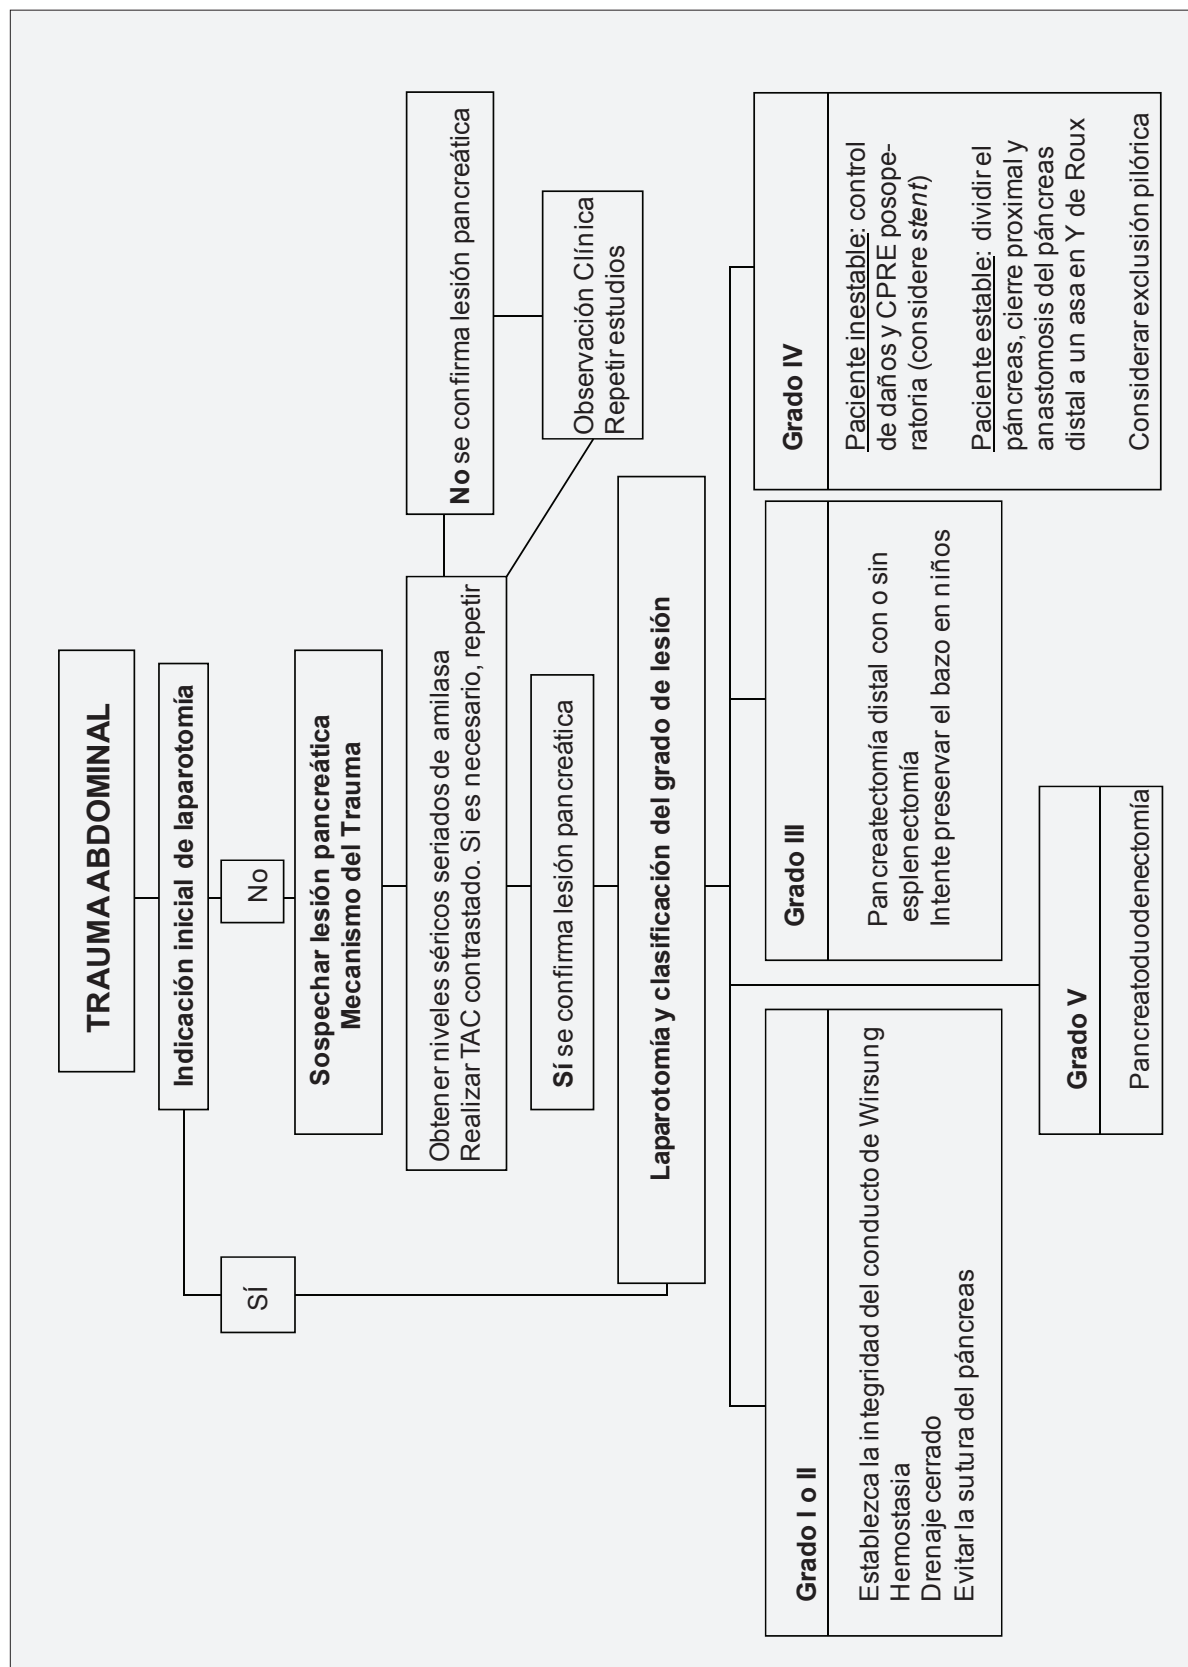 TRAUMA ABDOMINAL
Indicación inicial de laparotomía
SÍ
No
Sospechar lesión pancreática
Mecanismo del Trauma
Obtener niveles séricos seriados de amilasa
Realizar TAC contrastado. Si es necesario, repetir
No se confirma lesión pancreática
Observación Clínica
Repetir estudios
Sí se confirma lesión pancreática
Laparotomía y clasificación del grado de lesión
Grado I o II
Establezca la integridad del conducto de Wirsung
Hemostasia
Drenaje cerrado
Evitar la sutura del páncreas
Grado III
Pancreatectomía distal con o sin
esplenectomía
Intente preservar el bazo en niños
Grado IV
Paciente inestable: control
de daños y CPRE posope-
ratoria (considere stent)
Paciente estable: dividir el
páncreas, cierre proximal y
anastomosis del páncreas
distal a un asa en Y de Roux
Considerar exclusión pilórica
Grado V
Pancreatoduodenectomía